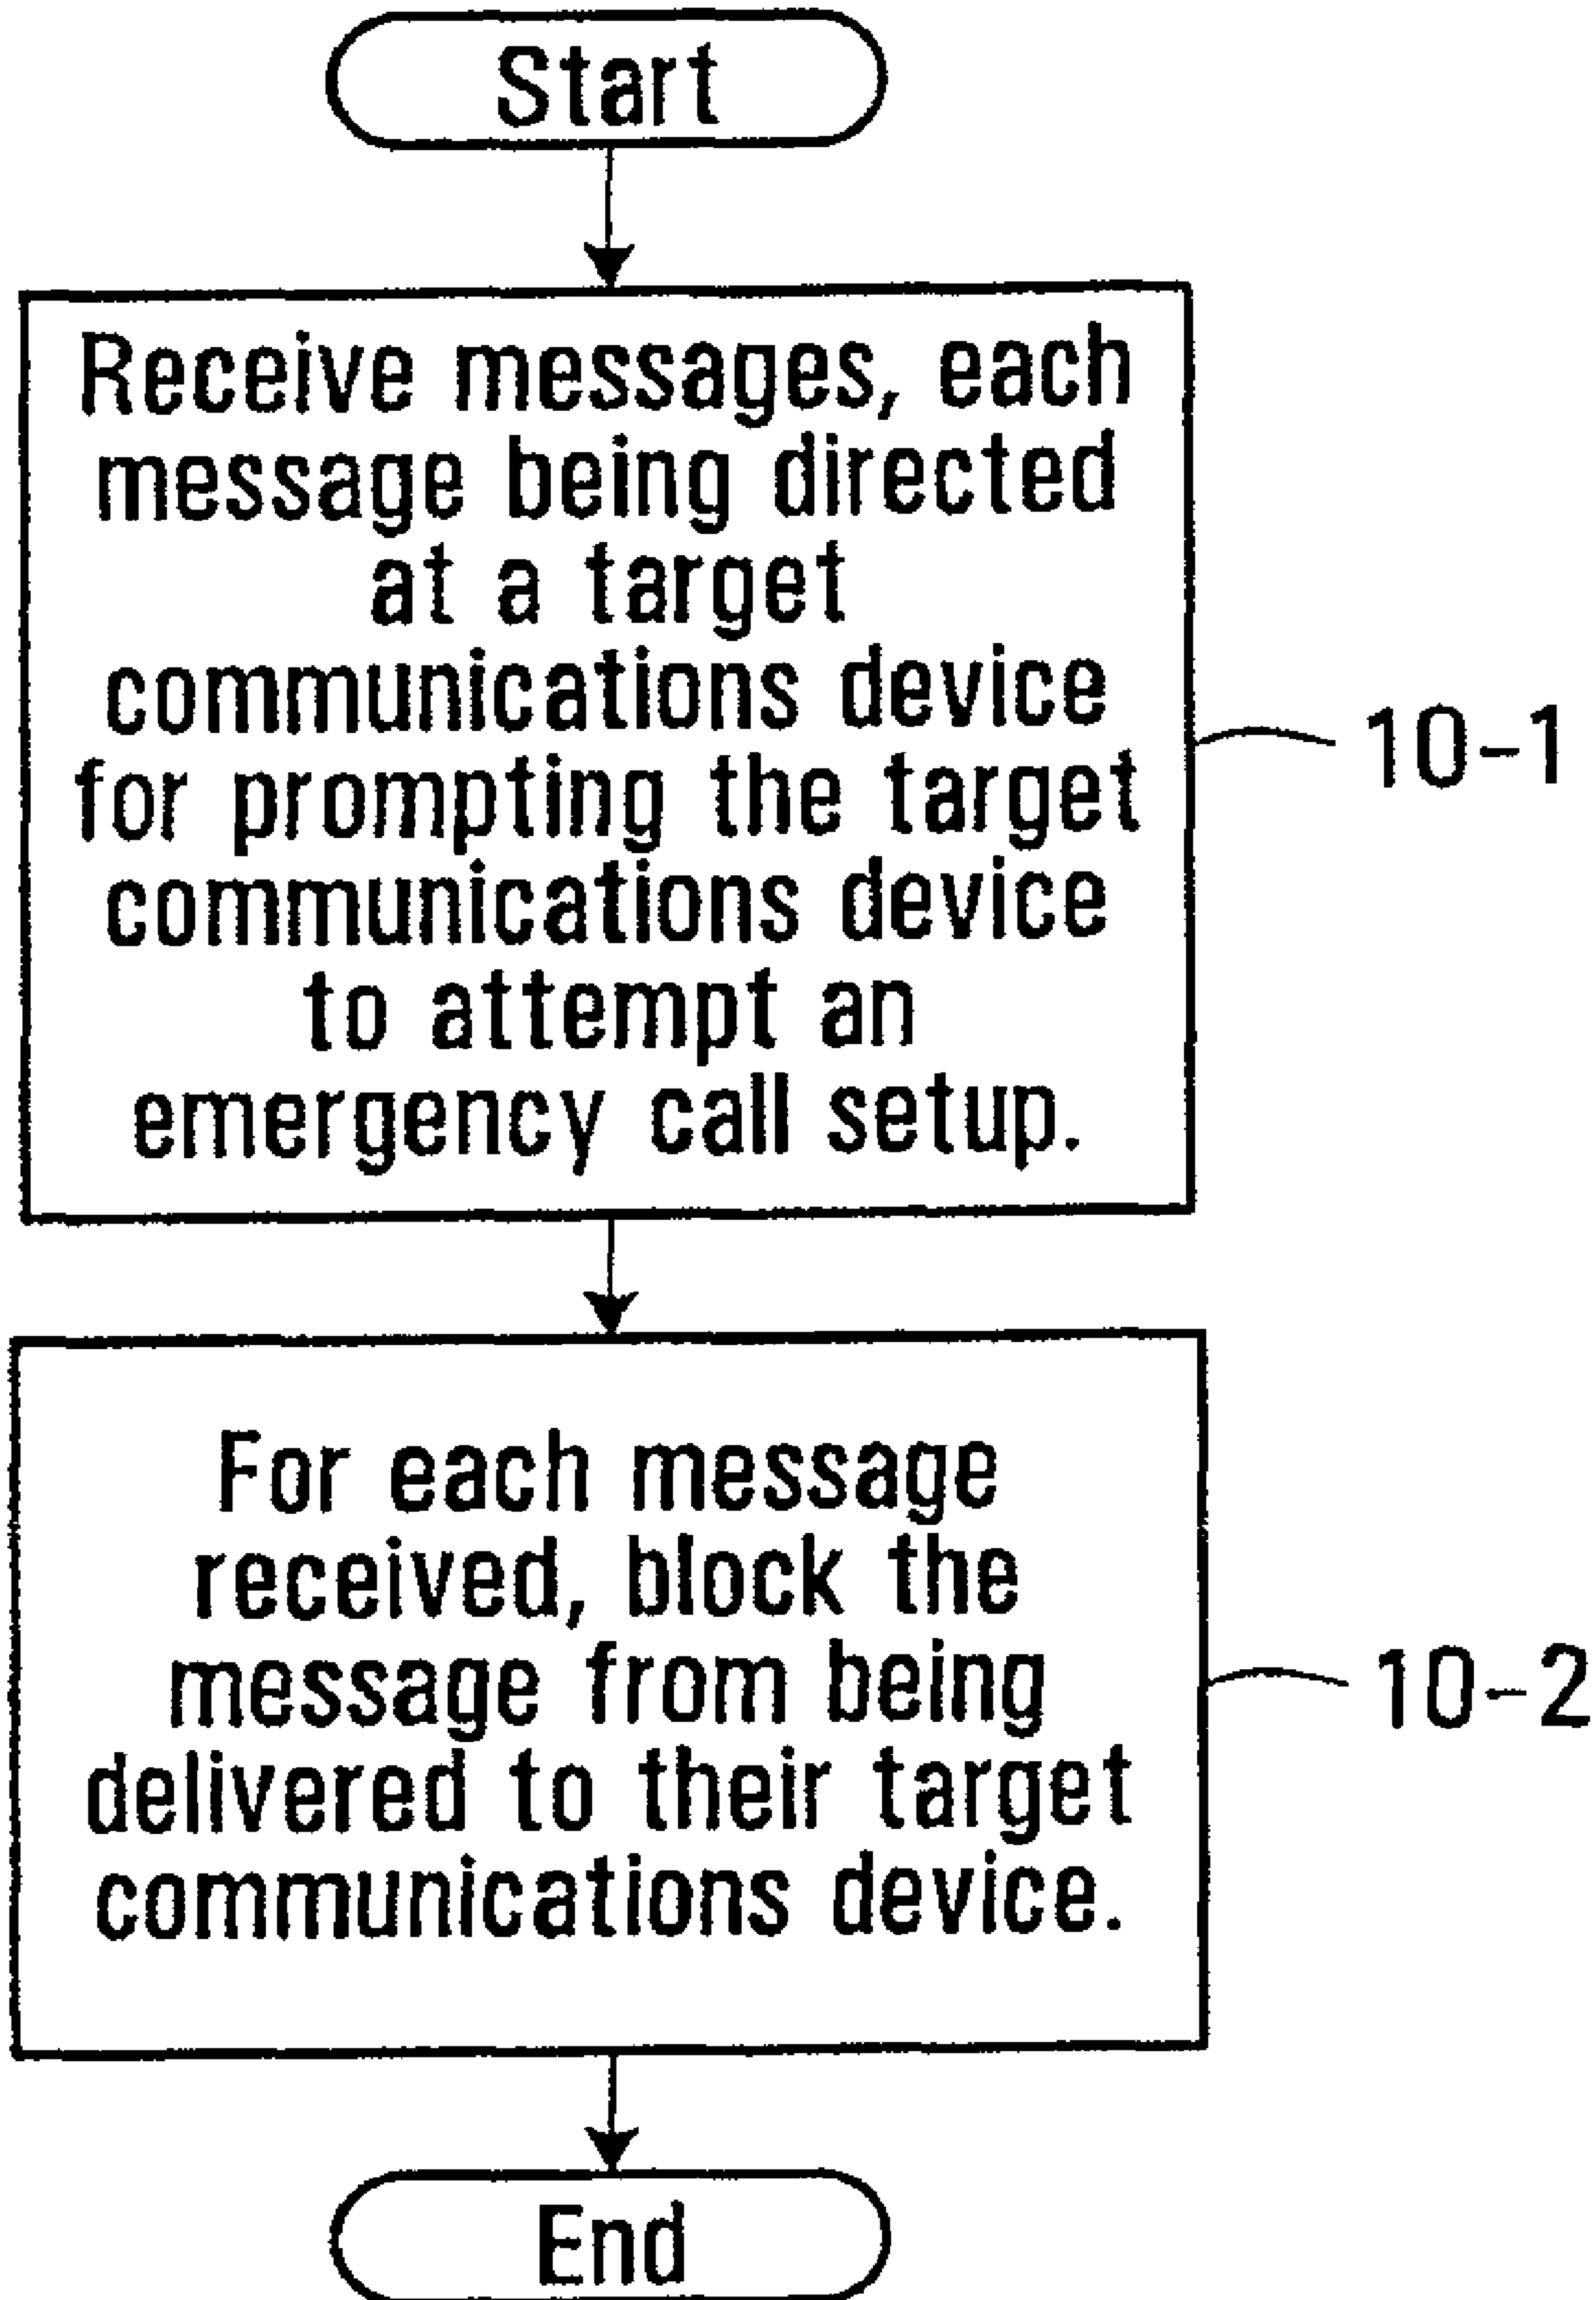 Start
Receive messages, each
message being directed
at a target
communications device
for prompting the target
communications device
to attempt an
emergency call setup.
10-1
For each message
received, block the
message from being
delivered to their target
communications device.
10-2
End